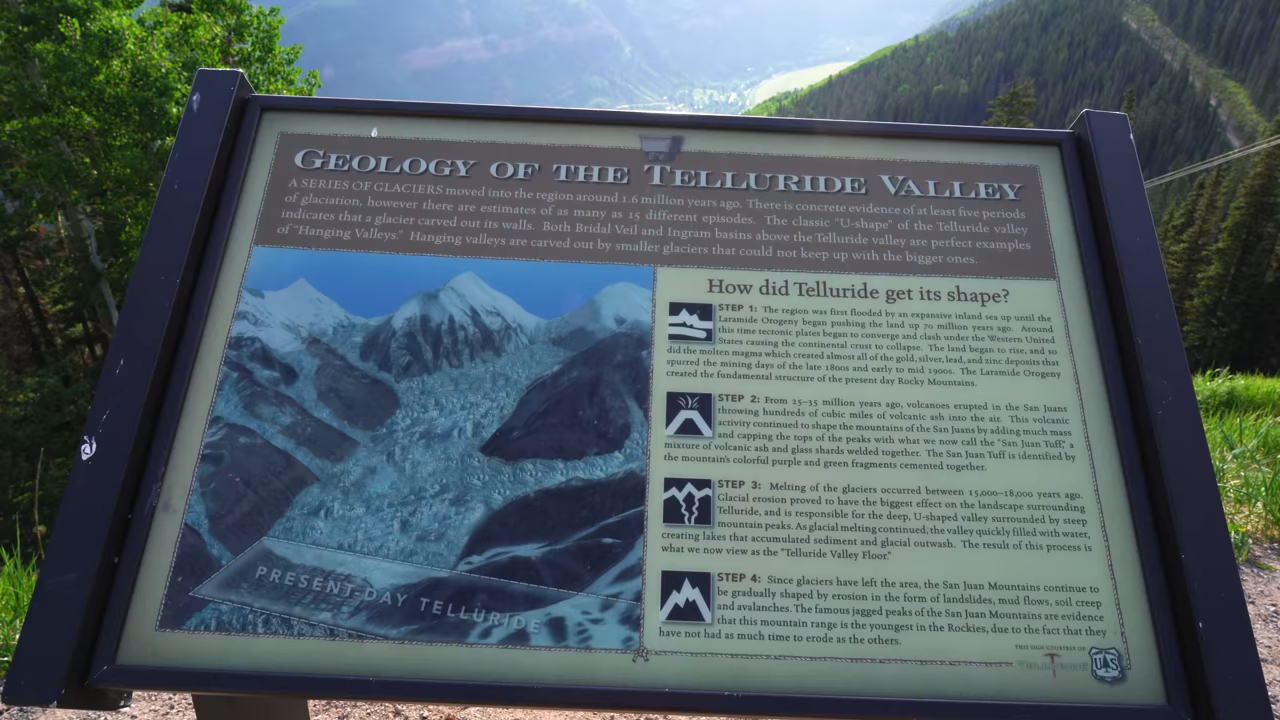 GEOLOGY OF THE TELLURIDE VALLEY
A SERIES OF GLACIERS moved into the region around 1.6 million years ago. There is concrete evidence of at least five periods
of glaciation, however there are estimates of as many as 15 different episodes. The classic "U-shape" of the Telluride valley
indicates that a glacier carved out its walls. Both Bridal Veil and Ingram basins above the Telluride valley are perfect examples
of "Hanging Valleys." Hanging valleys are carved out by smaller glaciers that could not keep up with the bigger ones.
PRESENT-DAY TELLURIDE
How did Telluride get its shape?
STEP 1: The region was first flooded by an expansive inland sea up until the
Laramide Orogeny began pushing the land up 70 million years ago. Around
this time tectonic plates began to converge and clash under the Western United
States causing the continental crust to collapse. The land began to rise, and so
did the molten magma which created almost all of the gold, silver, lead, and zinc deposits that
spurred the mining days of the late 1800s and early to mid 1900s. The Laramide Orogeny
created the fundamental structure of the present day Rocky Mountains.
STEP 2: From 25-35 million years ago, volcanoes erupted in the San Juans
throwing hundreds of cubic miles of volcanic ash into the air. This volcanic
activity continued to shape the mountains of the San Juans by adding much mass
and capping the tops of the peaks with what we now call the "San Juan Tuff," a
mixture of volcanic ash and glass shards welded together. The San Juan Tuff is identified by
the mountain's colorful purple and green fragments cemented together.
STEP 3: Melting of the glaciers occurred between 15,000-18,000 years ago.
Glacial erosion proved to have the biggest effect on the landscape surrounding
Telluride, and is responsible for the deep, U-shaped valley surrounded by steep
mountain peaks. As glacial melting continued, the valley quickly filled with water,
creating lakes that accumulated sediment and glacial outwash. The result of this process is
what we now view as the "Telluride Valley Floor."
STEP 4: Since glaciers have left the area, the San Juan Mountains continue to
be gradually shaped by erosion in the form of landslides, mud flows, soil creep
and avalanches. The famous jagged peaks of the San Juan Mountains are evidence
that this mountain range is the youngest in the Rockies, due to the fact that they
have not had as much time to erode as the others.
THIS SIGN COURTESY OF
TELLURIDE
US